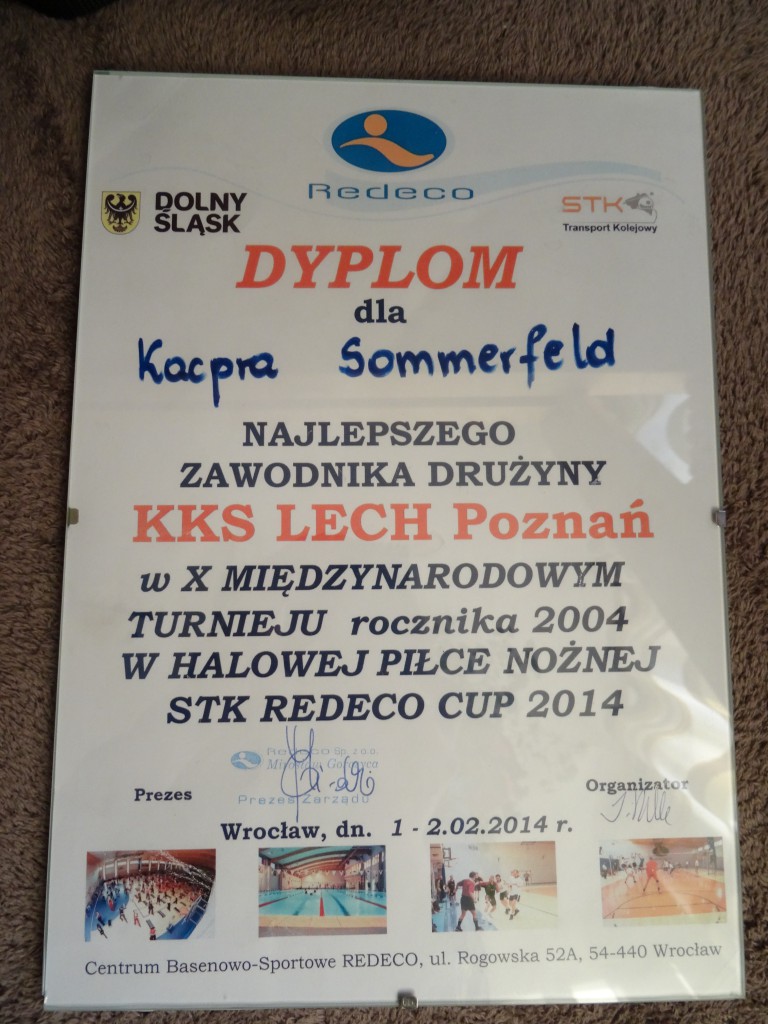 Redeco
DOLNY
ŚLĄSK
STK
Transport Kolejowy
DYPLOM
dla
Kacpra Sommerfeld
NAJLEPSZEGO
ZAWODNIKA DRUŻYNY
KKS LECH Poznań
w X MIĘDZYNARODOWYM
TURNIEJU rocznika 2004
W HALOWEJ PIŁCE NOŻNEJ
STK REDECO CUP 2014
Redeco Sp. z o.o.
Prezes
Prezes Zarządu
Organizator
Wrocław, dn. 1 - 2.02.2014 r.
Centrum Basenowo-Sportowe REDECO, ul. Rogowska 52A, 54-440 Wrocław